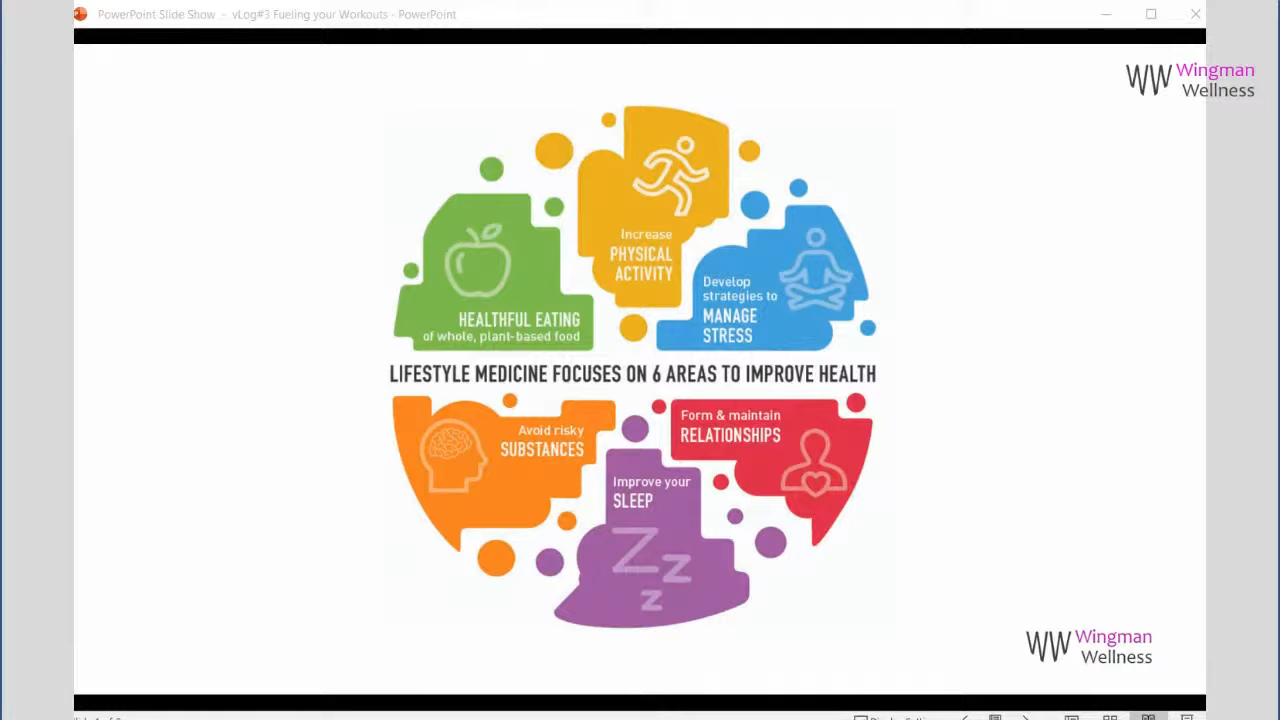 PowerPoint Slide Show - vLog#3 Fueling your Workouts - PowerPoint
Wingman
Wellness
Increase
PHYSICAL
ACTIVITY
Develop
strategies to
MANAGE
STRESS
HEALTHFUL EATING
of whole, plant-based food
LIFESTYLE MEDICINE FOCUSES ON 6 AREAS TO IMPROVE HEALTH
Avoid risky
SUBSTANCES
Form & maintain
RELATIONSHIPS
Improve your
SLEEP
Zzz
Wingman
Wellness